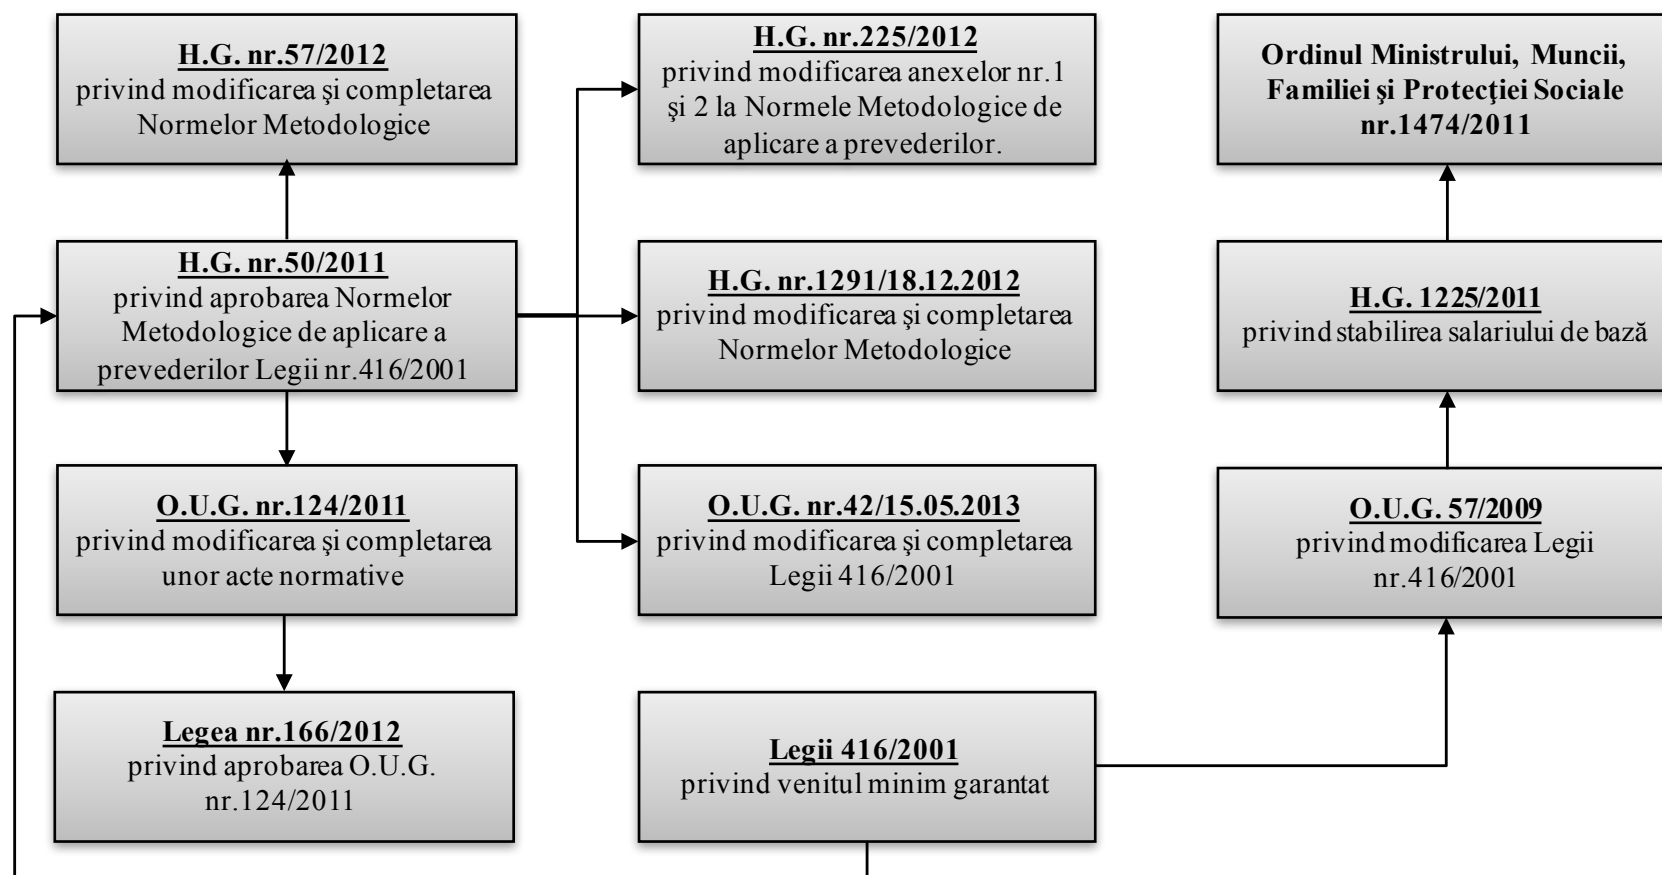 H.G. nr.57/2012
privind modificarea şi completarea
Normelor Metodologice
H.G. nr.225/2012
privind modificarea anexelor nr.1
şi 2 la Normele Metodologice de
aplicare a prevederilor.
Ordinul Ministrului, Muncii,
Familiei şi Protecţiei Sociale
nr.1474/2011
H.G. nr.50/2011
privind aprobarea Normelor
Metodologice de aplicare a
prevederilor Legii nr.416/2001
H.G. nr.1291/18.12.2012
privind modificarea şi completarea
Normelor Metodologice
H.G. 1225/2011
privind stabilirea salariului de bază
O.U.G. nr.124/2011
privind modificarea şi completarea
unor acte normative
O.U.G. nr.42/15.05.2013
privind modificarea şi completarea
Legii 416/2001
O.U.G. 57/2009
privind modificarea Legii
nr.416/2001
Legea nr.166/2012
privind aprobarea O.U.G.
nr.124/2011
Legii 416/2001
privind venitul minim garantat